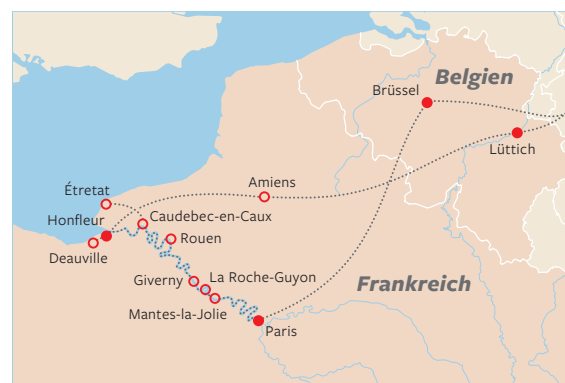 Belgien
Brüssel
Lüttich
Étretat
Amiens
Honfleur
Caudebec-en-Caux
Rouen
Deauville
Giverny
La Roche-Guyon
Frankreich
Mantes-la-Jolie
Paris